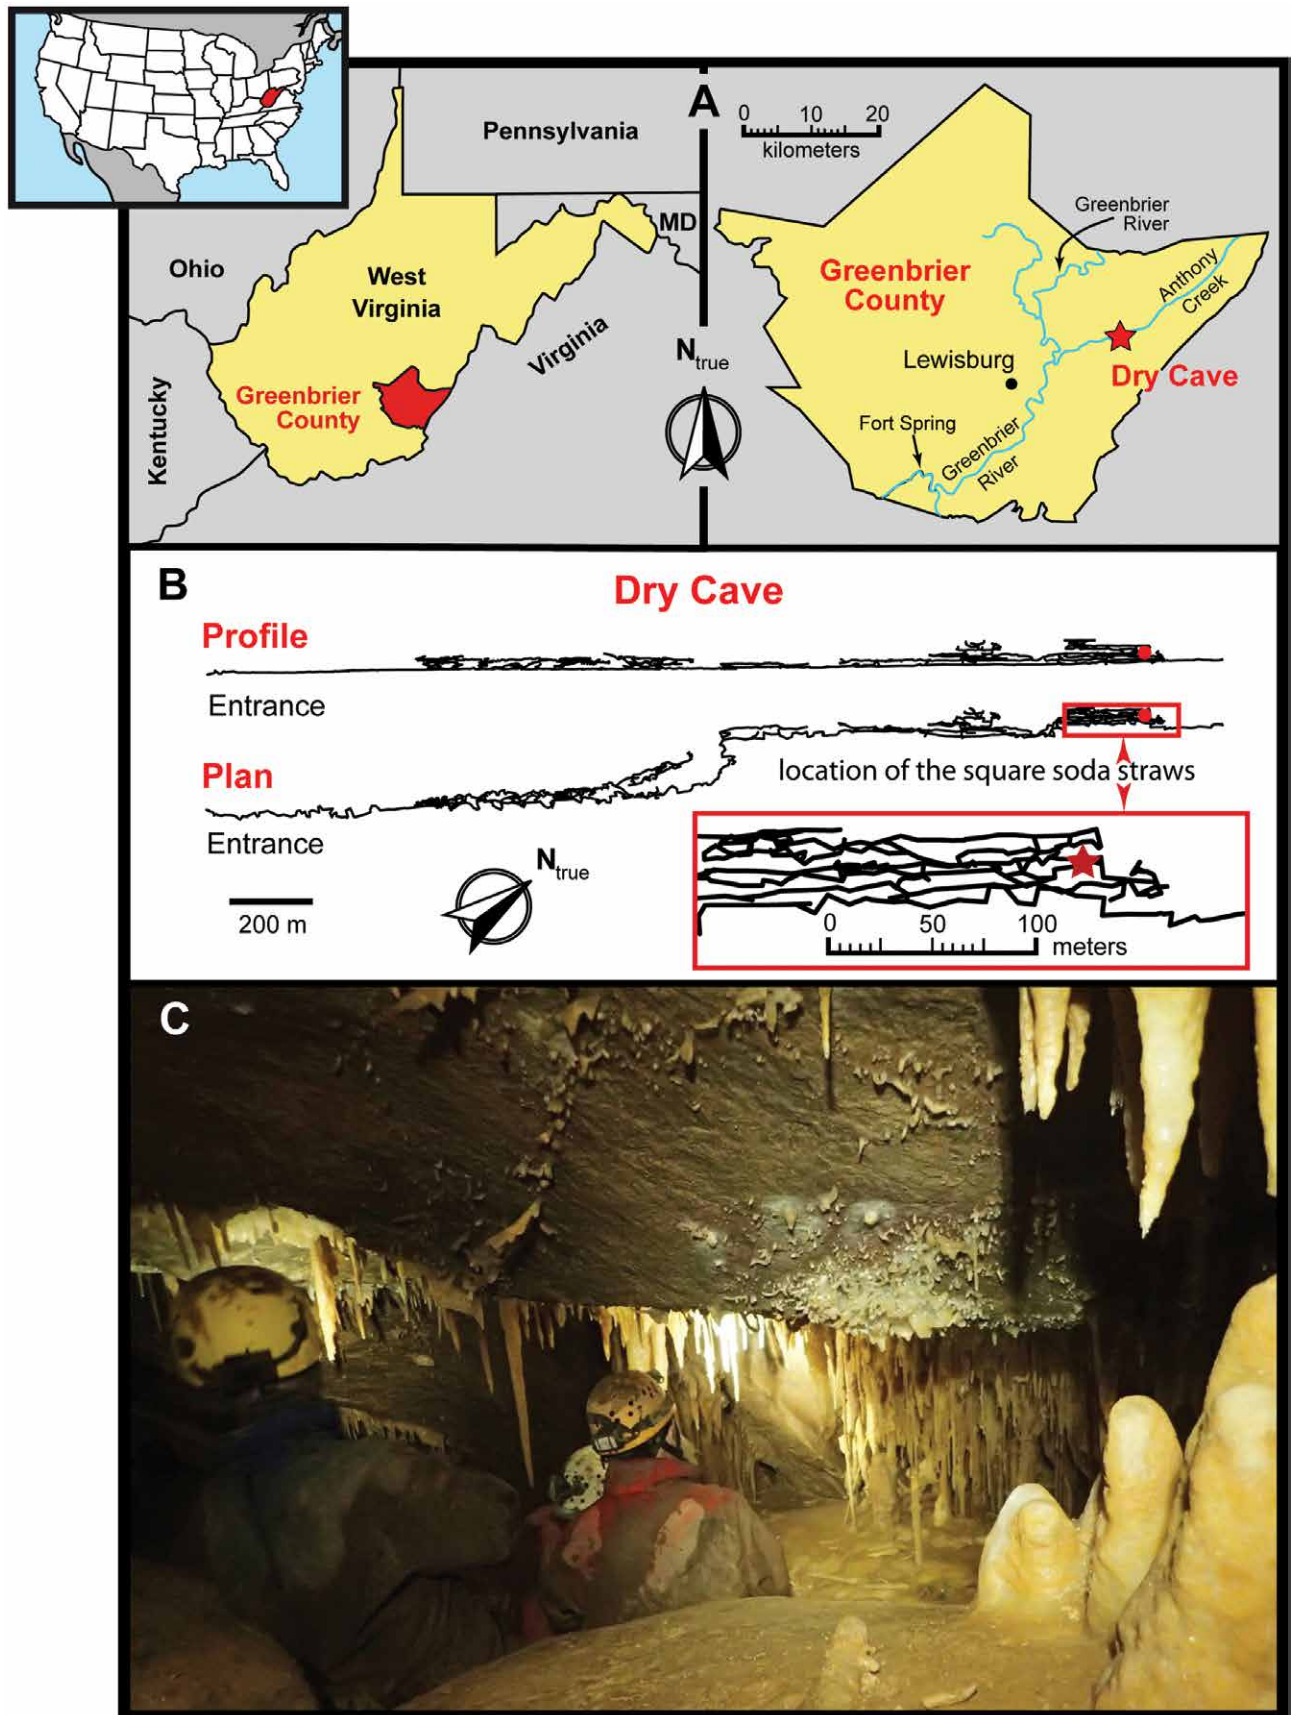 A
0 10 20
kilometers
Pennsylvania
MD
Ohio
West
Virginia
Virginia
Kentucky
Greenbrier
County
N true
Greenbrier
River
Greenbrier
County
Anthony
Creek
Lewisburg
Dry Cave
Fort Spring
Greenbrier
River
B
Dry Cave
Profile
Entrance
Plan
location of the square soda straws
Entrance
N true
200 m
0 50 100
meters
C